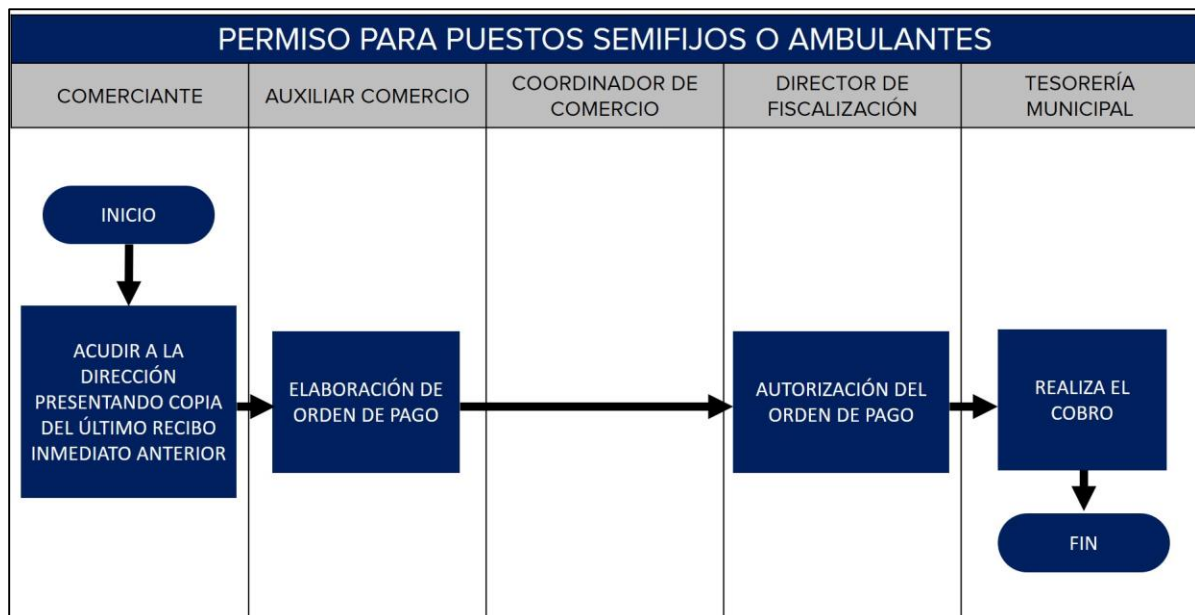 PERMISO PARA PUESTOS SEMIFIJOS O AMBULANTES
COMERCIANTE
AUXILIAR COMERCIO
COORDINADOR DE
COMERCIO
DIRECTOR DE
FISCALIZACIÓN
TESORERÍA
MUNICIPAL
INICIO
ACUDIR A LA
DIRECCIÓN
PRESENTANDO COPIA
DEL ÚLTIMO RECIBO
INMEDIATO ANTERIOR
ELABORACIÓN DE
ORDEN DE PAGO
AUTORIZACIÓN DEL
ORDEN DE PAGO
REALIZA EL
COBRO
FIN